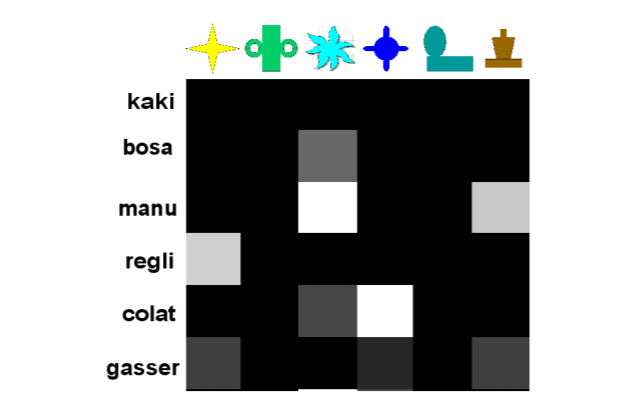 kaki
bosa
manu
regli
colat
gasser